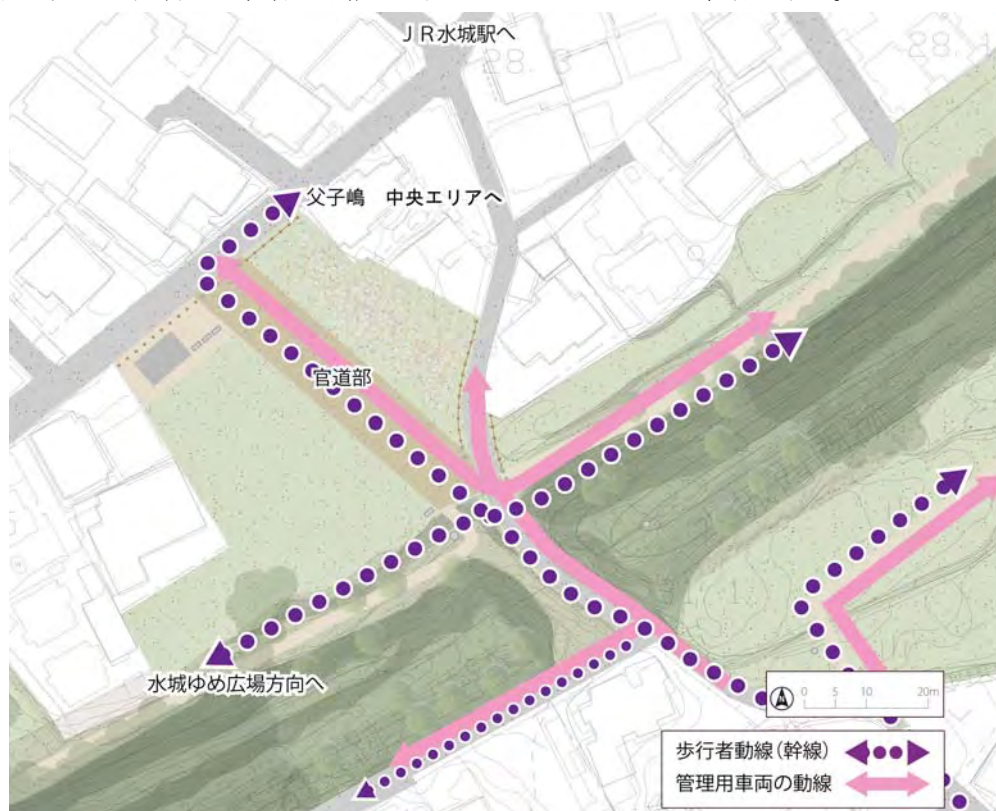 JR水城駅へ
父子嶋 中央エリアへ
官道部
水城ゆめ広場方向へ
0 5 10 20m
歩行者動線(幹線)
管理用車両の動線